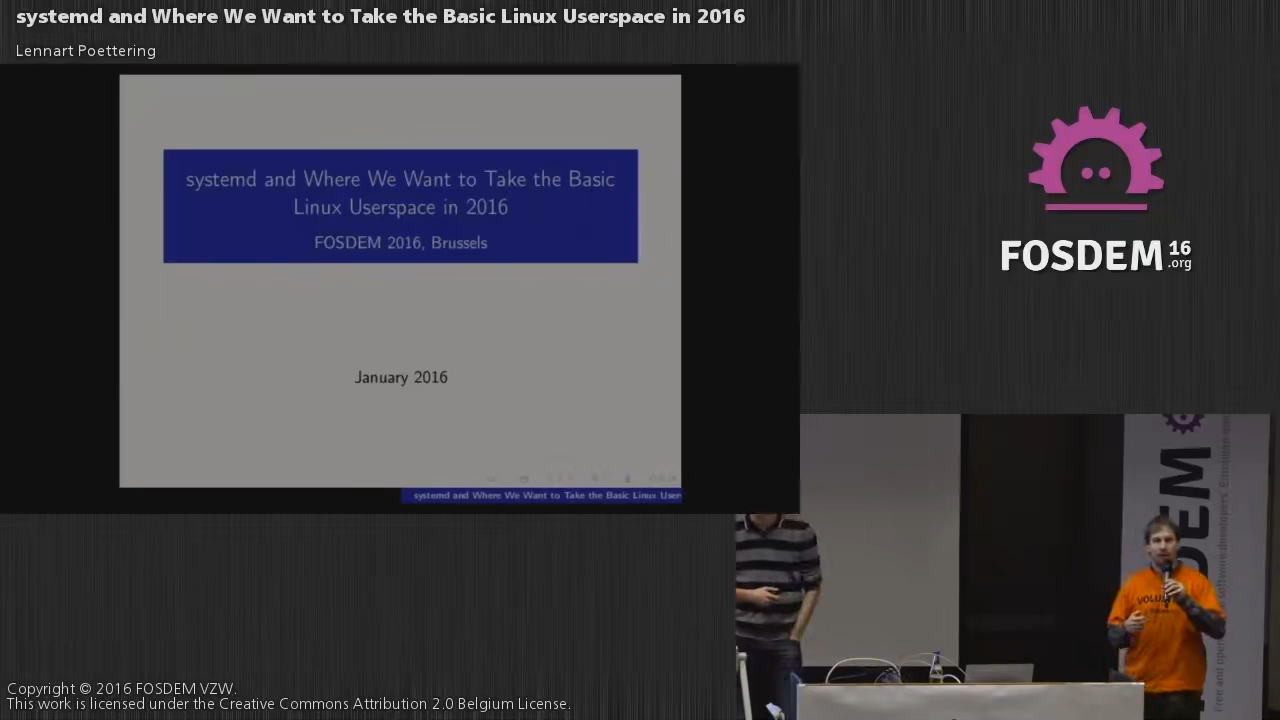 systemd and Where We Want to Take the Basic Linux Userspace in 2016
Lennart Poettering
systemd and Where We Want to Take the Basic
Linux Userspace in 2016
FOSDEM 2016, Brussels
January 2016
systemd and Where We Want to Take the Basic Linux User
FOSDEM 16
.org
DEM
Copyright © 2016 FOSDEM VZW.
This work is licensed under the Creative Commons Attribution 2.0 Belgium License.